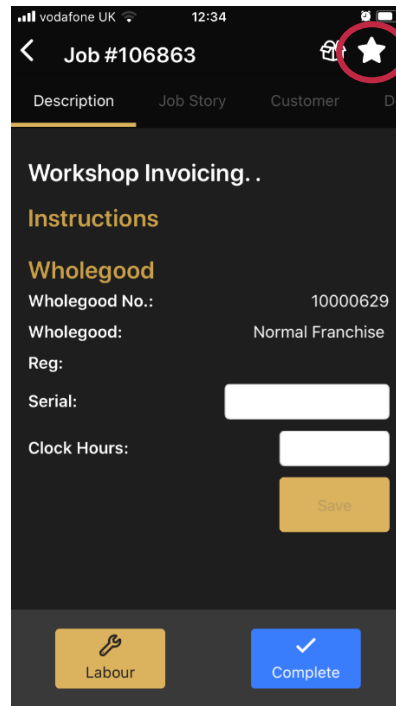 vodafone UK 12:34
Job #106863
Description Job Story Customer D
Workshop Invoicing. .
Instructions
Wholegood
Wholegood No.: 10000629
Wholegood: Normal Franchise
Reg:
Serial:
Clock Hours:
Save
Labour Complete